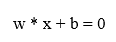 w * x + b = 0